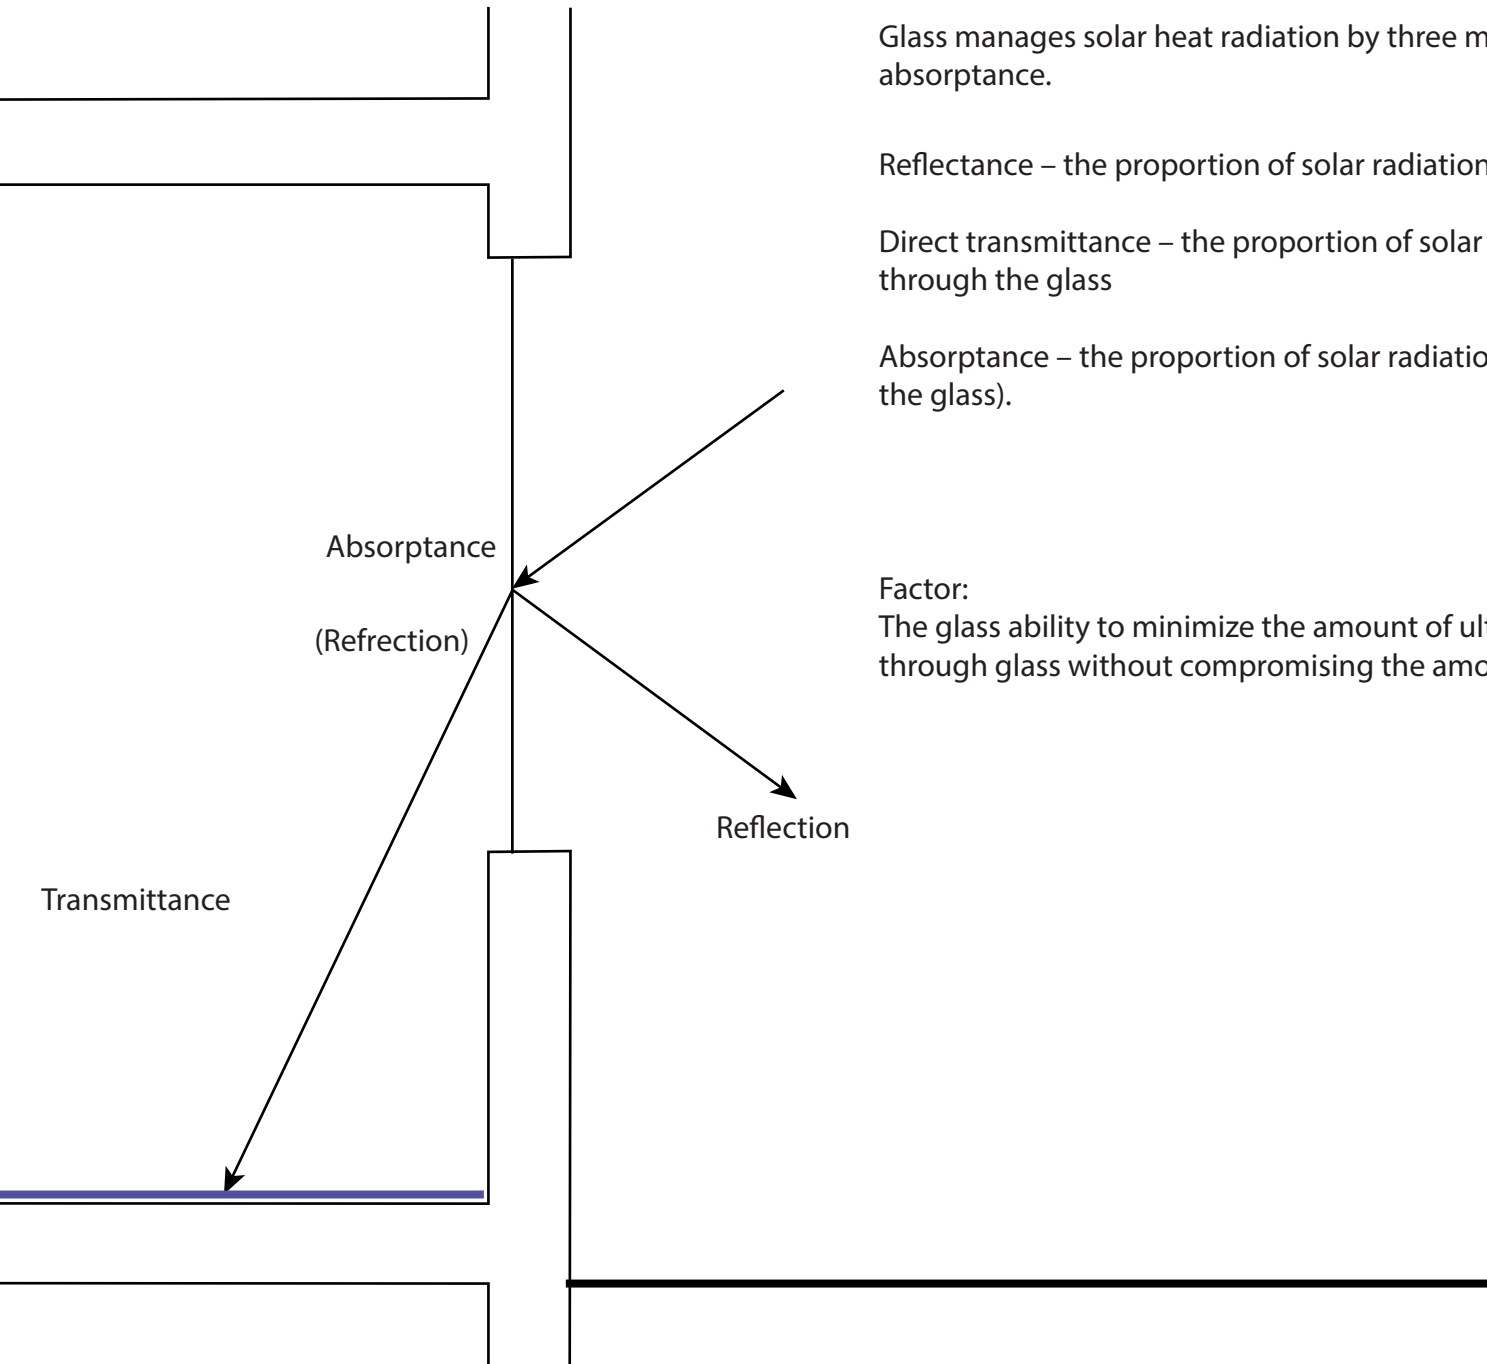 Glass manages solar heat radiation by three m
absorptance.
Reflectance – the proportion of solar radiation
Direct transmittance – the proportion of solar
through the glass
Absorptance – the proportion of solar radiatio
the glass).
Absorptance
(Refrection)
Factor:
The glass ability to minimize the amount of ult
through glass without compromising the amo
Reflection
Transmittance